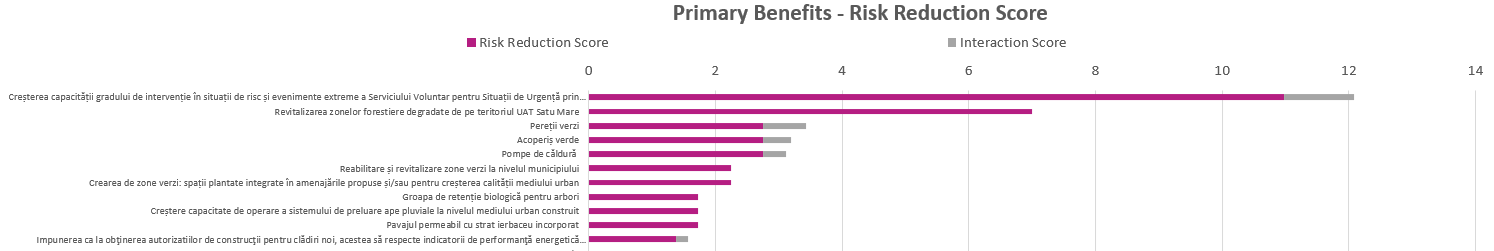 Primary Benefits - Risk Reduction Score
Risk Reduction Score
Interaction Score
0 2 4 6 8 10 12 14
Creșterea capacității gradului de intervenție în situații de risc și evenimente extreme a Serviciului Voluntar pentru Situații de Urgență prin...
Revitalizarea zonelor forestiere degradate de pe teritoriul UAT Satu Mare
Pereții verzi
Acoperiș verde
Pompe de căldură
Reabilitare și revitalizare zone verzi la nivelul municipiului
Crearea de zone verzi: spații plantate integrate în amenajările propuse și/sau pentru creșterea calității mediului urban
Groapa de retenție biologică pentru arbori
Creștere capacitate de operare a sistemului de preluare ape pluviale la nivelul mediului urban construit
Pavajul permeabil cu strat ierbaceu incorporat
Impunerea ca la obţinerea autorizatiilor de construcţii pentru clădiri noi, acestea să respecte indicatorii de performanţă energetică...